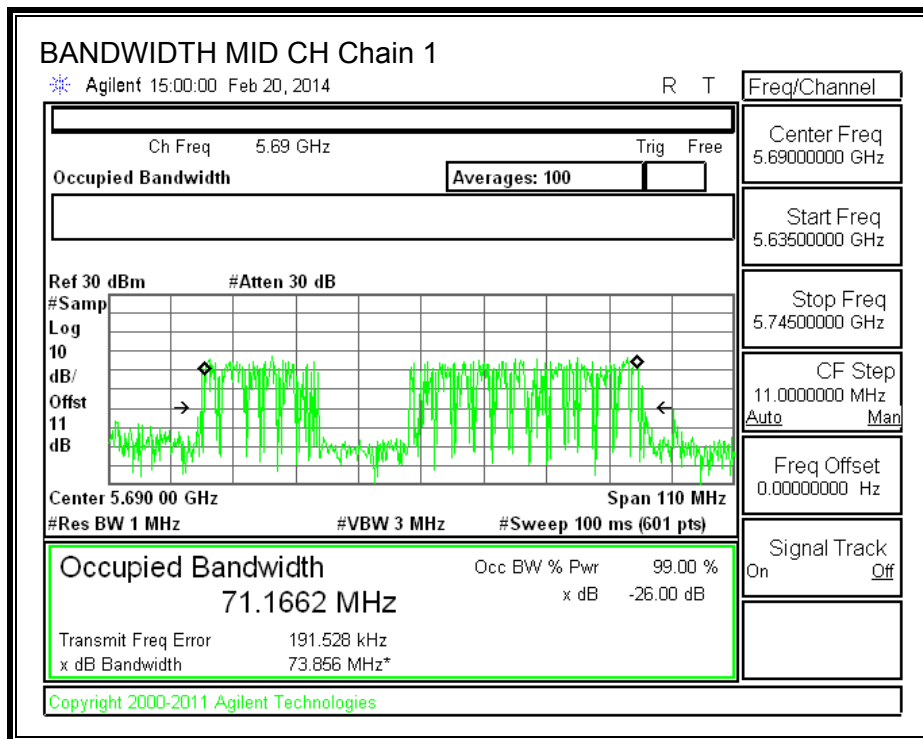 BANDWIDTH MID CH Chain 1
Agilent 15:00:00 Feb 20, 2014 R T
Freq/Channel
Ch Freq 5.69 GHz Trig Free
Occupied Bandwidth Averages: 100
Center Freq
5.69000000 GHz
Start Freq
5.63500000 GHz
Stop Freq
5.74500000 GHz
CF Step
11.0000000 MHz
Auto Man
Freq Offset
0.00000000 Hz
Signal Track
On Off
Ref 30 dBm #Atten 30 dB
#Samp
Log
10
dB/
Offst
11
dB
Center 5.690 00 GHz Span 110 MHz
#Res BW 1 MHz #VBW 3 MHz #Sweep 100 ms (601 pts)
Occupied Bandwidth Occ BW % Pwr 99.00 %
71.1662 MHz x dB -26.00 dB
Transmit Freq Error 191.528 kHz
x dB Bandwidth 73.856 MHz*
Copyright 2000-2011 Agilent Technologies